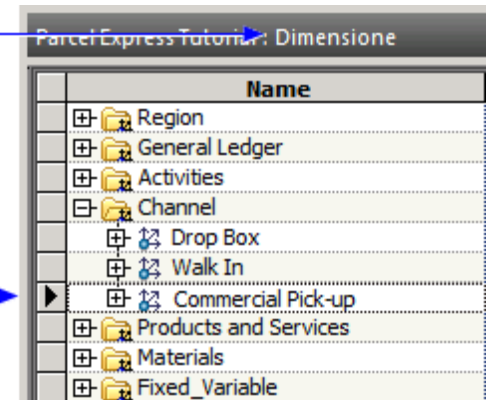 Parcel Express Tutorial : Dimensione
Name
Region
General Ledger
Activities
Channel
Drop Box
Walk In
Commercial Pick-up
Products and Services
Materials
Fixed_Variable